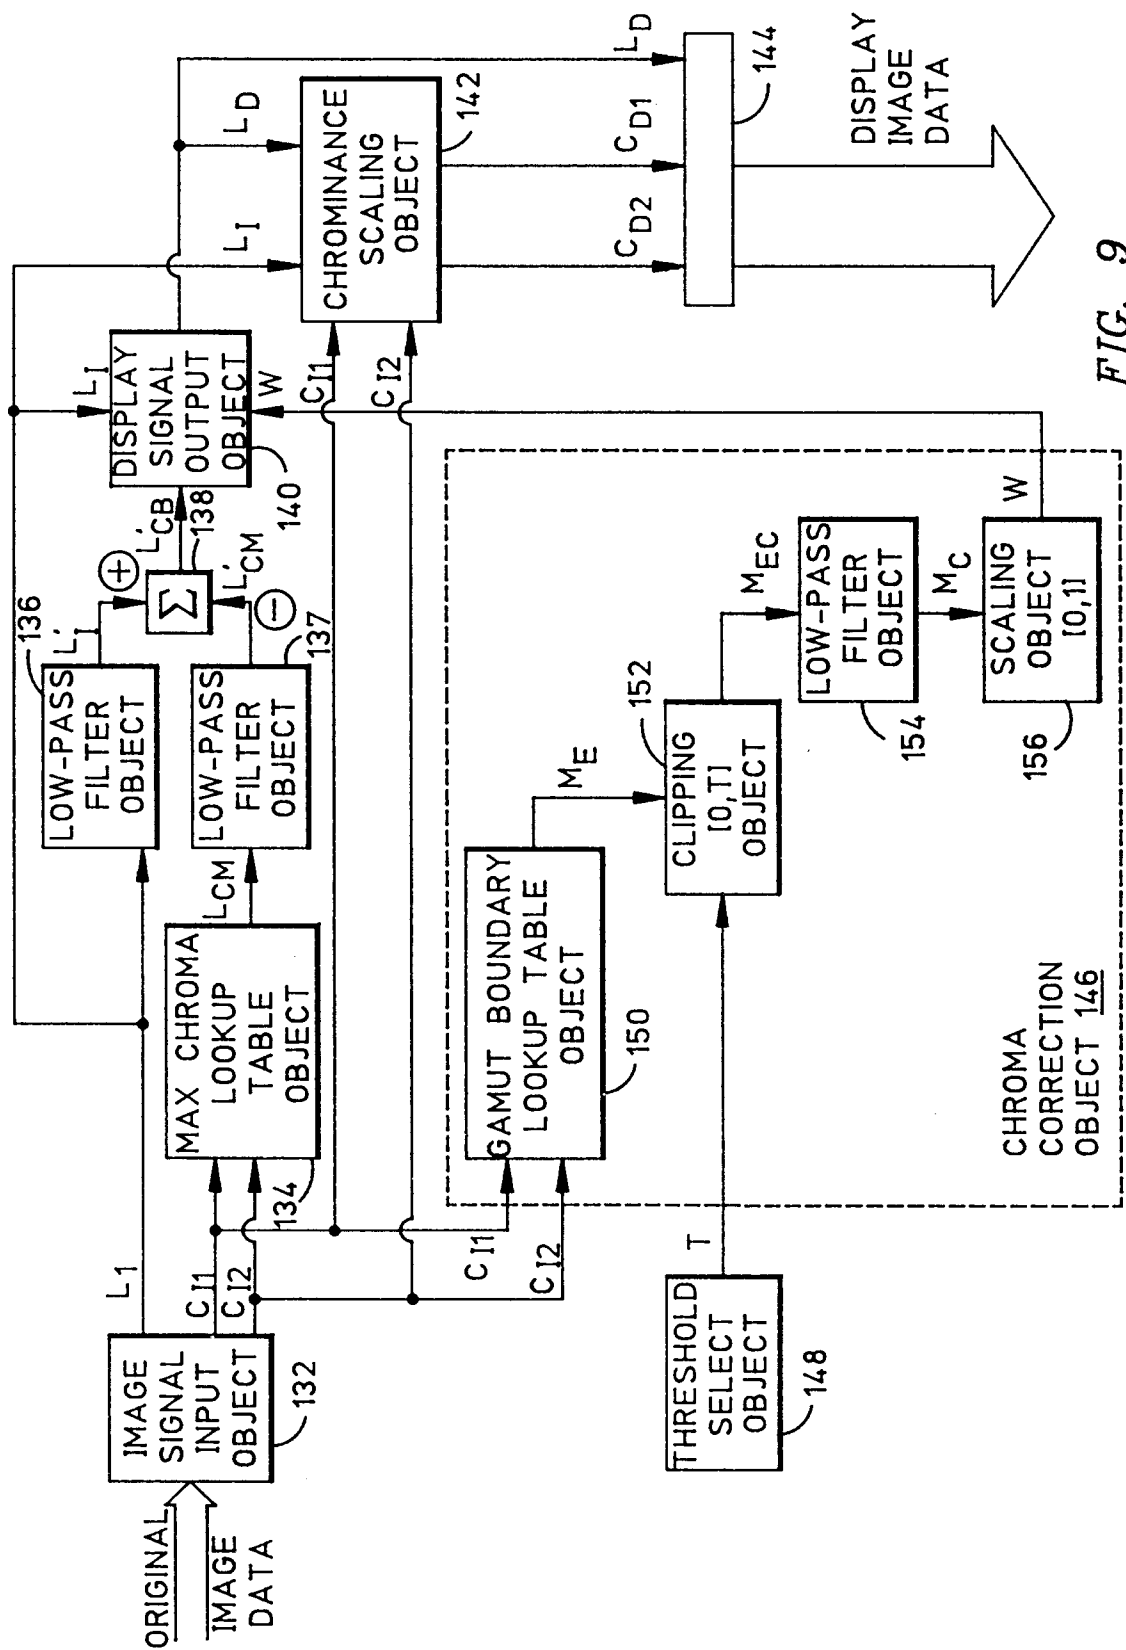 ORIGINAL
IMAGE
DATA
IMAGE
SIGNAL
INPUT
OBJECT
132
L1
CI1
CI2
MAX CHROMA
LOOKUP
TABLE
OBJECT
134
LCM
LOW-PASS
FILTER
OBJECT
136
L'I
LOW-PASS
FILTER
OBJECT
137
L'CM
+
−
Σ
138
L'CB
DISPLAY
SIGNAL
OUTPUT
OBJECT
140
LI
W
CI1
CI2
LI
LD
CHROMINANCE
SCALING
OBJECT
142
LD
CD1
CD2
144
DISPLAY
IMAGE
DATA
CI1
CI2
GAMUT BOUNDARY
LOOKUP TABLE
OBJECT
150
ME
THRESHOLD
SELECT
OBJECT
148
T
CLIPPING
[0,T]
OBJECT
152
MEC
LOW-PASS
FILTER
OBJECT
154
MC
SCALING
OBJECT
[0,1]
156
W
CHROMA
CORRECTION
OBJECT 146
FIG. 9